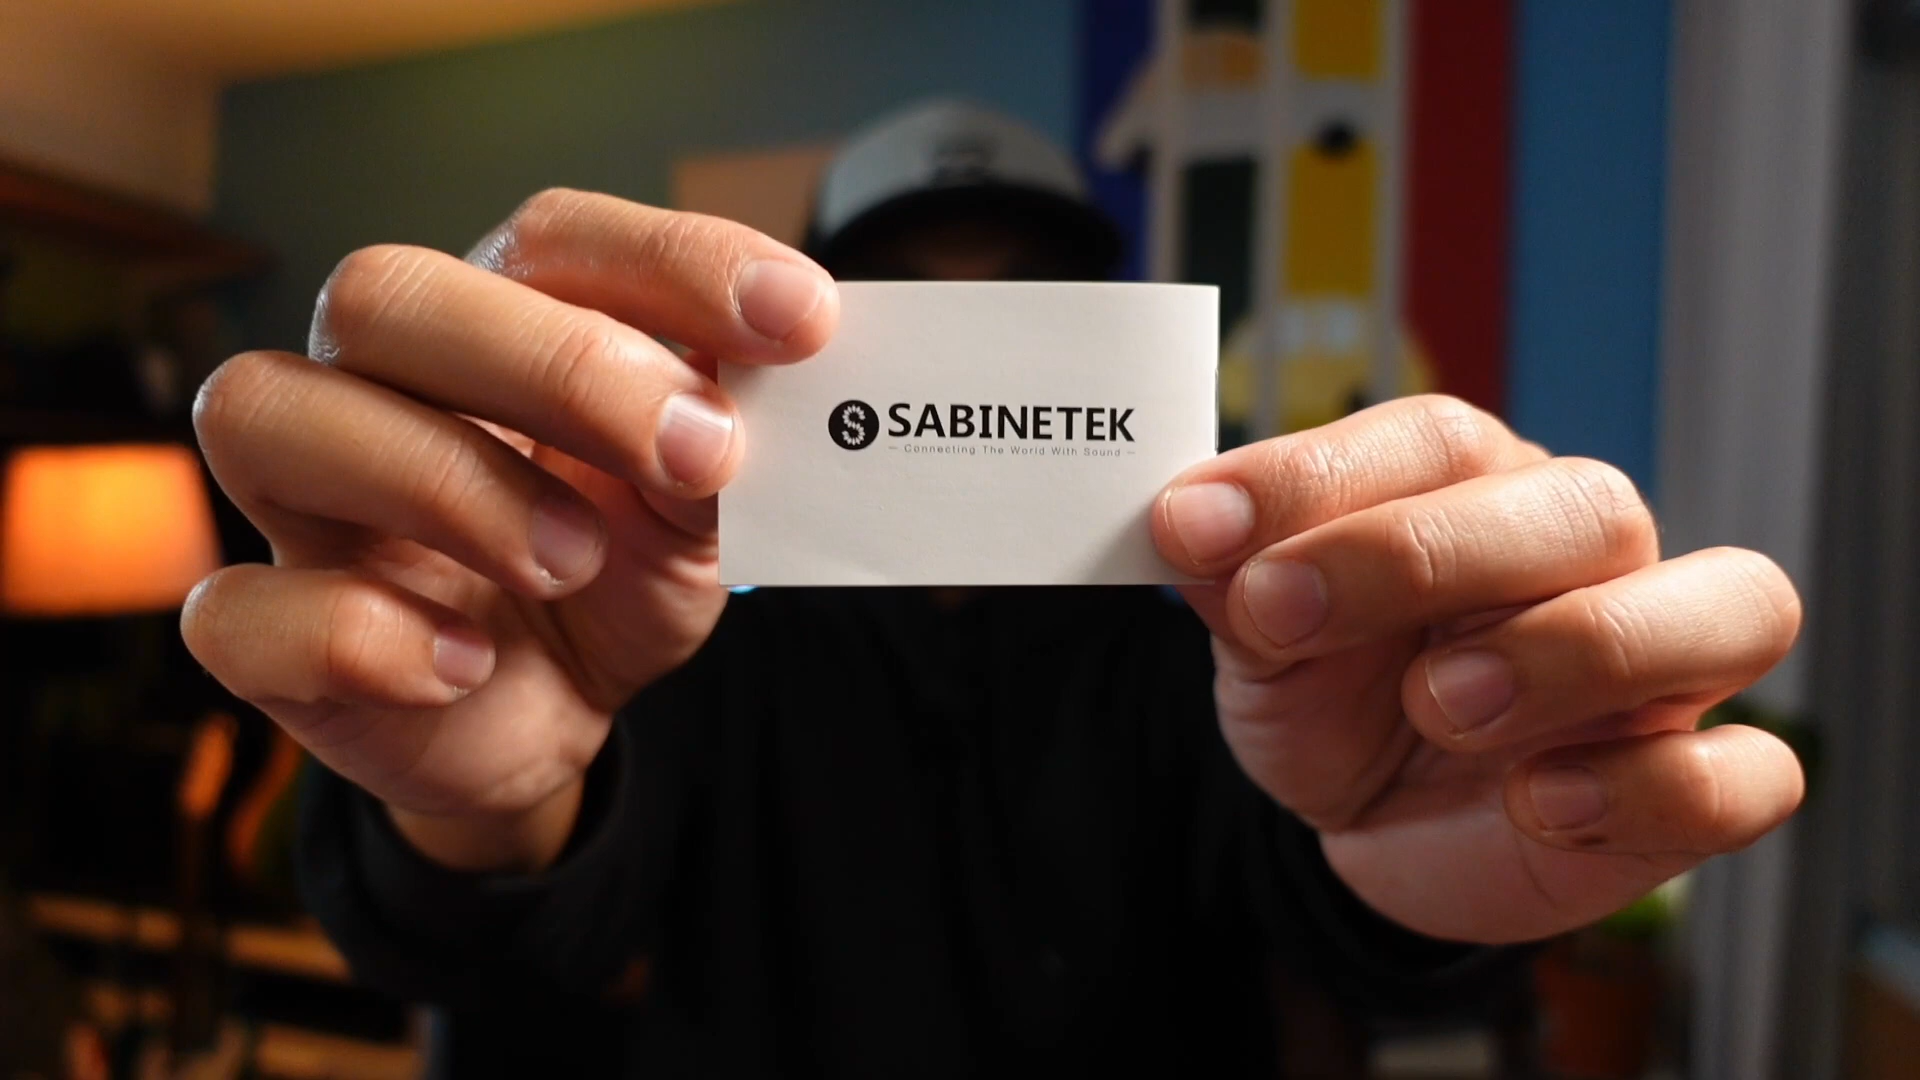 SABINETEK
— Connecting The World With Sound —